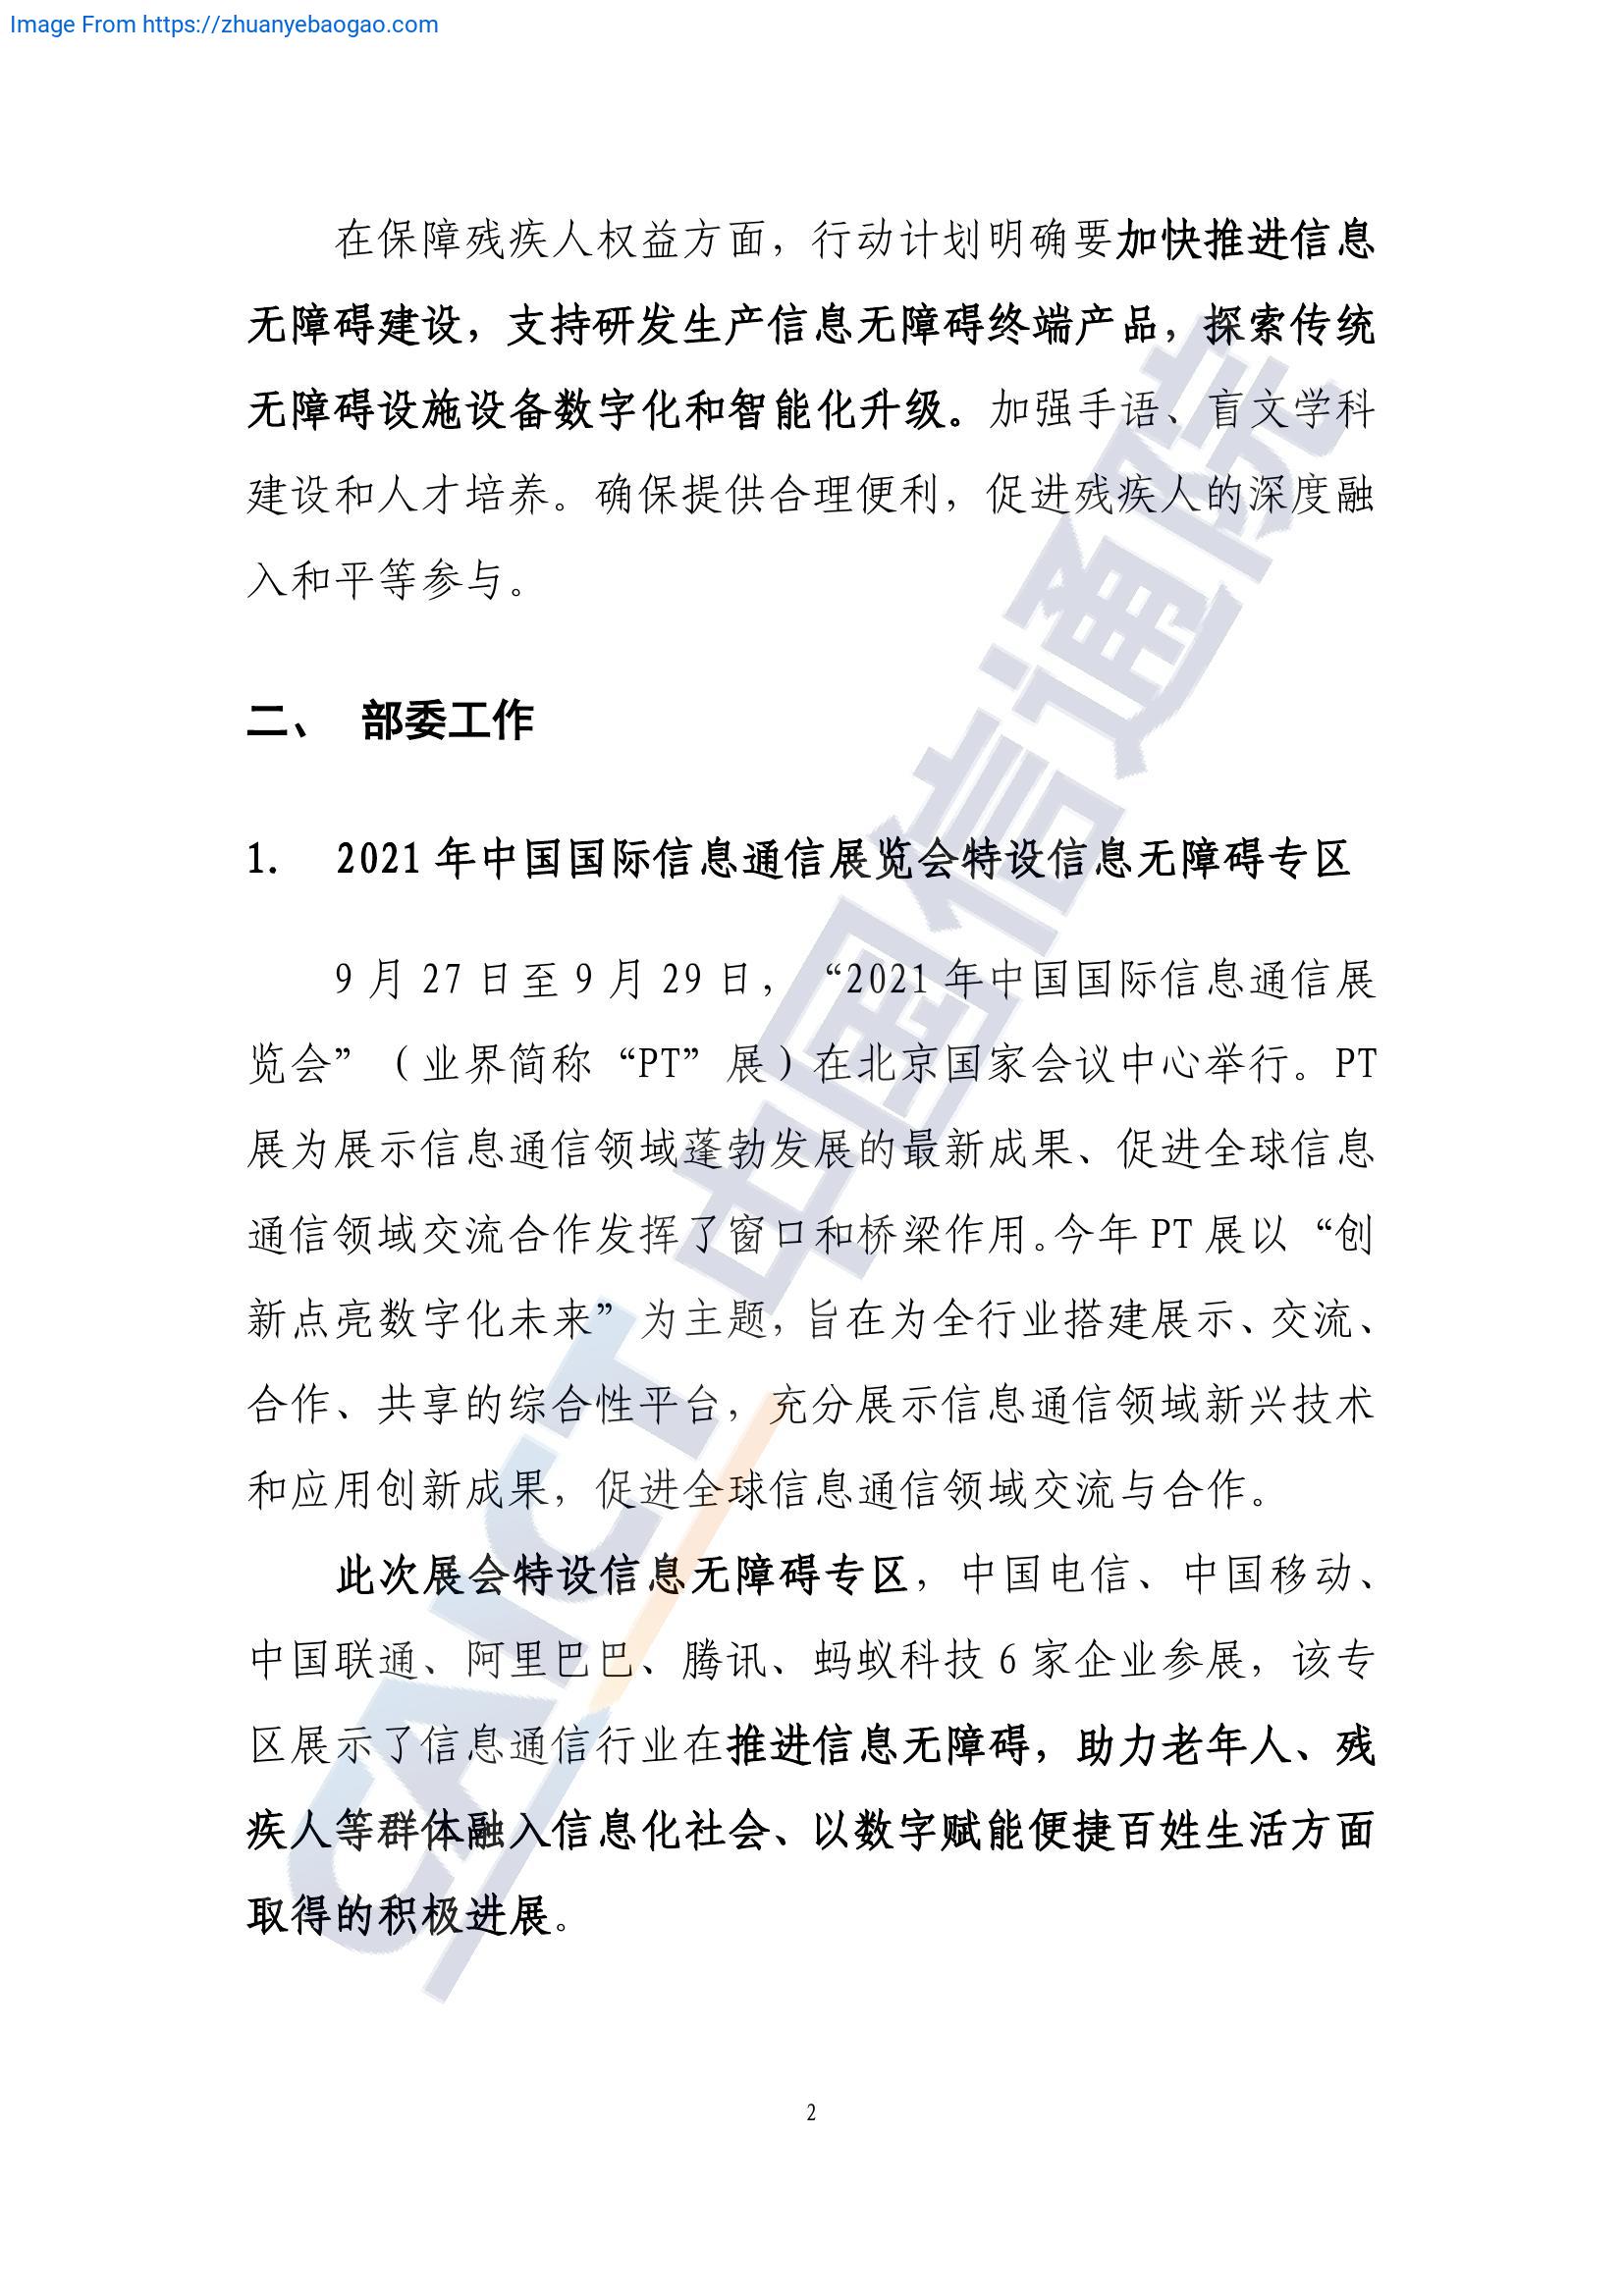 Image From https://zhuanyebaogao.com
在保障残疾人权益方面，行动计划明确要加快推进信息
无障碍建设，支持研发生产信息无障碍终端产品，探索传统
无障碍设施设备数字化和智能化升级。加强手语、盲文学科
建设和人才培养。确保提供合理便利，促进残疾人的深度融
入和平等参与。
二、 部委工作
1. 2021 年中国国际信息通信展览会特设信息无障碍专区
9 月 27 日至 9 月 29 日，“2021 年中国国际信息通信展
览会”（业界简称“PT”展）在北京国家会议中心举行。PT
展为展示信息通信领域蓬勃发展的最新成果、促进全球信息
通信领域交流合作发挥了窗口和桥梁作用。今年 PT 展以“创
新点亮数字化未来”为主题，旨在为全行业搭建展示、交流、
合作、共享的综合性平台，充分展示信息通信领域新兴技术
和应用创新成果，促进全球信息通信领域交流与合作。
此次展会特设信息无障碍专区，中国电信、中国移动、
中国联通、阿里巴巴、腾讯、蚂蚁科技 6 家企业参展，该专
区展示了信息通信行业在推进信息无障碍，助力老年人、残
疾人等群体融入信息化社会、以数字赋能便捷百姓生活方面
取得的积极进展。
CAICT 中国信通院
2